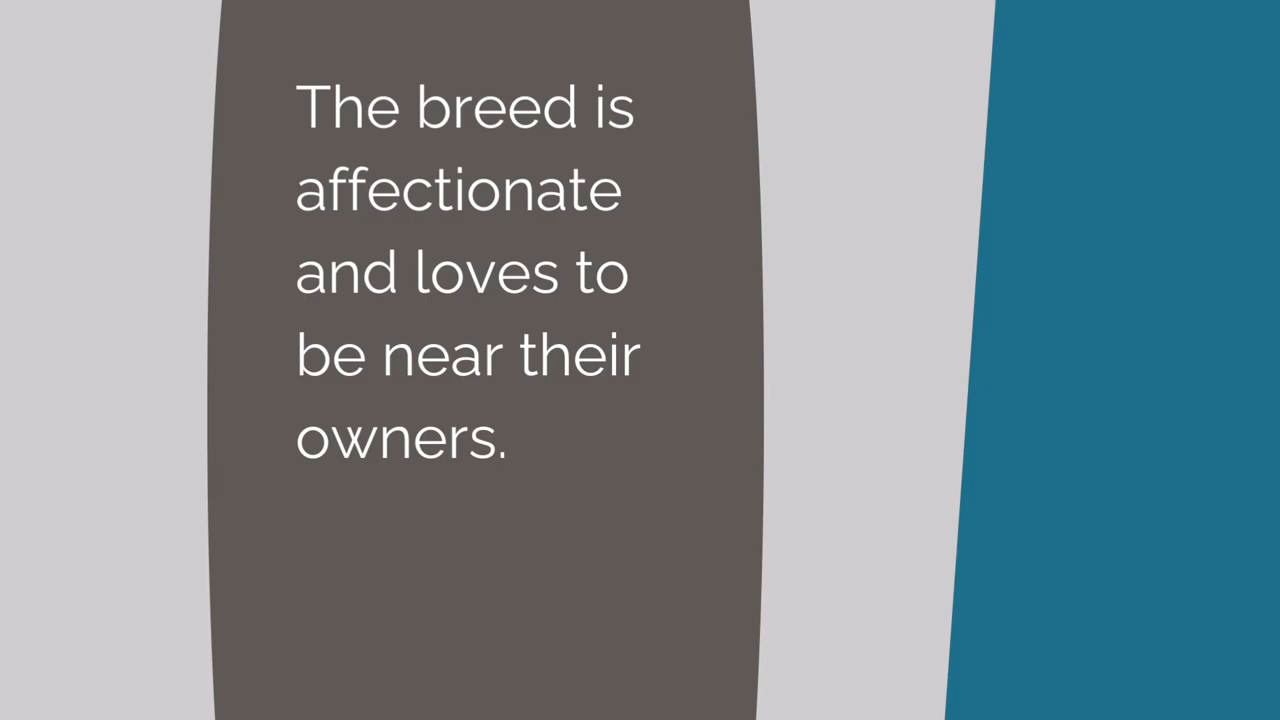 The breed is
affectionate
and loves to
be near their
owners.